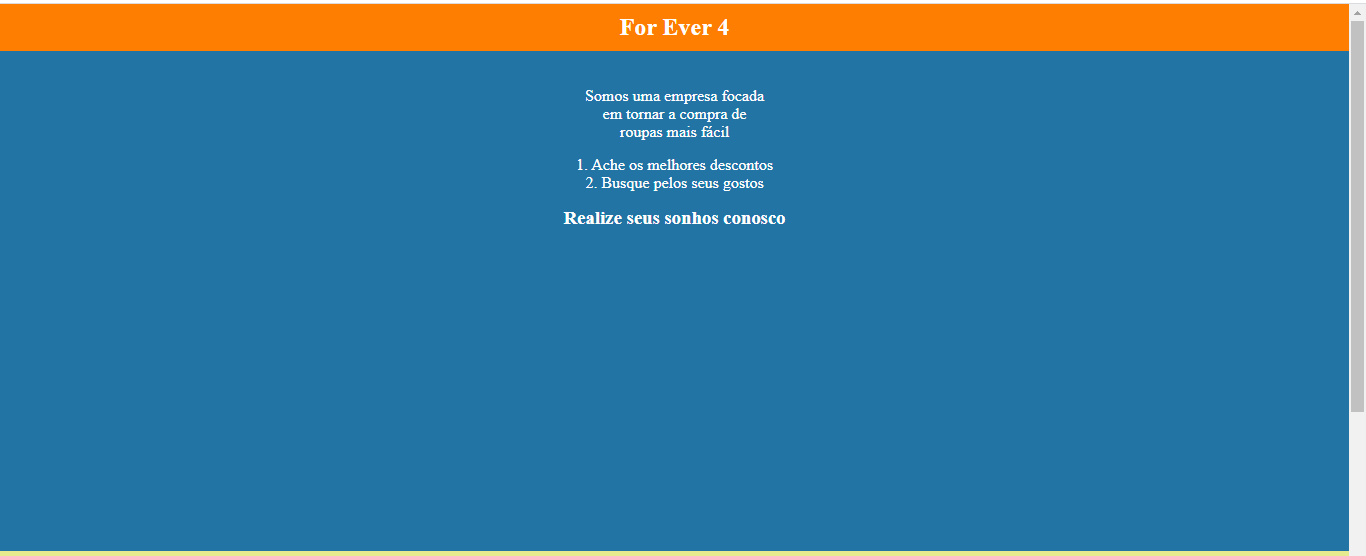 For Ever 4
Somos uma empresa focada
em tornar a compra de
roupas mais fácil
1. Ache os melhores descontos
2. Busque pelos seus gostos
Realize seus sonhos conosco